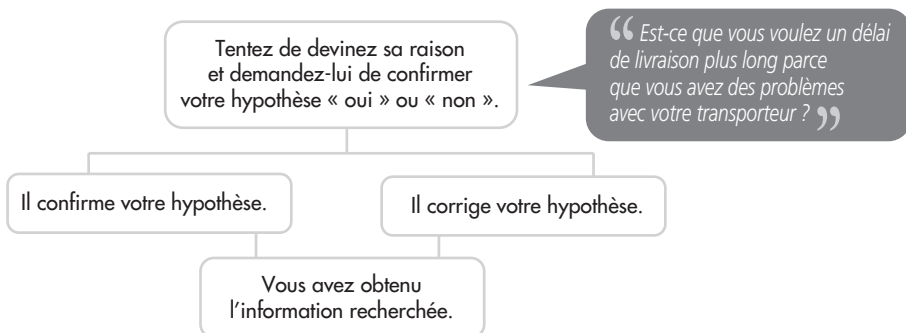 Tentez de devinez sa raison
et demandez-lui de confirmer
votre hypothèse « oui » ou « non ».
“ Est-ce que vous voulez un délai
de livraison plus long parce
que vous avez des problèmes
avec votre transporteur ? ”
Il confirme votre hypothèse.
Il corrige votre hypothèse.
Vous avez obtenu
l’information recherchée.